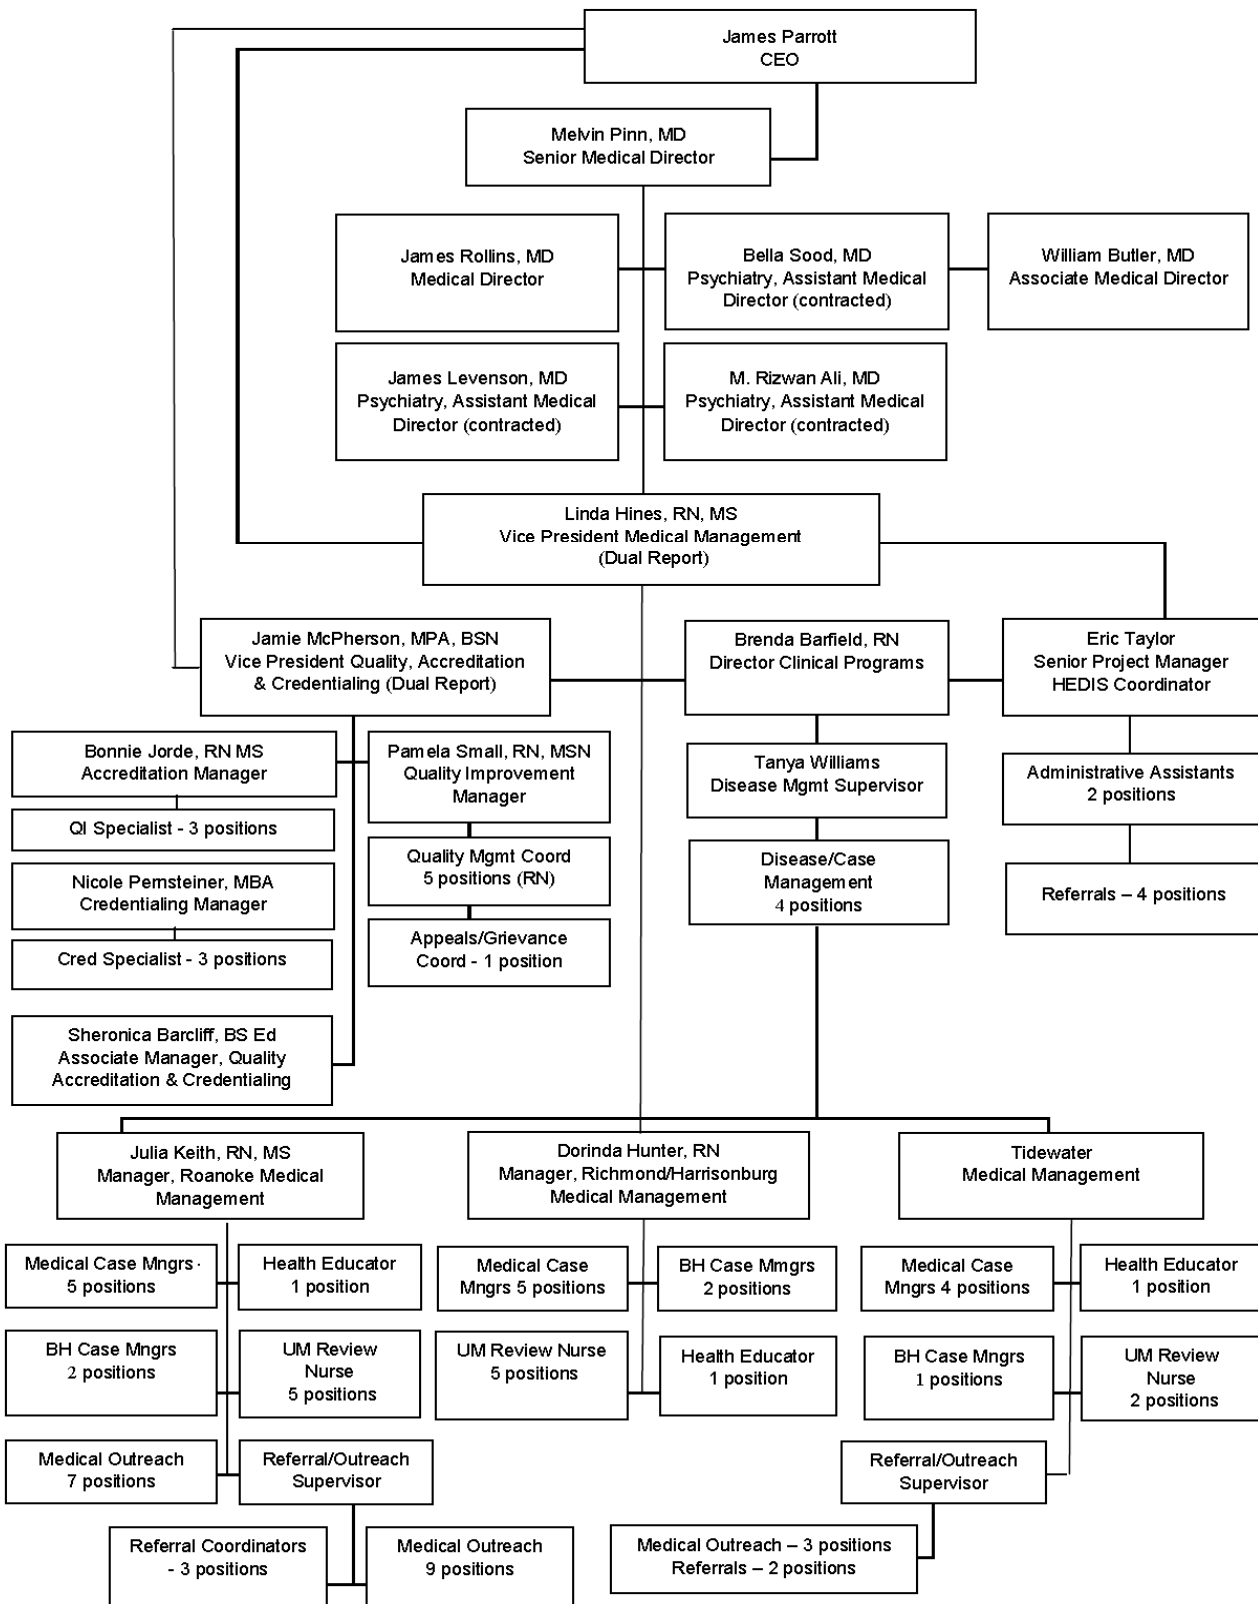 James Parrott
CEO
Melvin Pinn, MD
Senior Medical Director
James Rollins, MD
Medical Director
Bella Sood, MD
Psychiatry, Assistant Medical
Director (contracted)
William Butler, MD
Associate Medical Director
James Levenson, MD
Psychiatry, Assistant Medical
Director (contracted)
M. Rizwan Ali, MD
Psychiatry, Assistant Medical
Director (contracted)
Linda Hines, RN, MS
Vice President Medical Management
(Dual Report)
Jamie McPherson, MPA, BSN
Vice President Quality, Accreditation
& Credentialing (Dual Report)
Brenda Barfield, RN
Director Clinical Programs
Eric Taylor
Senior Project Manager
HEDIS Coordinator
Bonnie Jorde, RN MS
Accreditation Manager
QI Specialist - 3 positions
Nicole Pernsteiner, MBA
Credentialing Manager
Cred Specialist - 3 positions
Pamela Small, RN, MSN
Quality Improvement
Manager
Quality Mgmt Coord
5 positions (RN)
Appeals/Grievance
Coord - 1 position
Tanya Williams
Disease Mgmt Supervisor
Disease/Case
Management
4 positions
Administrative Assistants
2 positions
Referrals – 4 positions
Sheronica Barcliff, BS Ed
Associate Manager, Quality
Accreditation & Credentialing
Julia Keith, RN, MS
Manager, Roanoke Medical
Management
Dorinda Hunter, RN
Manager, Richmond/Harrisonburg
Medical Management
Tidewater
Medical Management
Medical Case Mngrs -
5 positions
Health Educator
1 position
BH Case Mngrs
2 positions
UM Review
Nurse
5 positions
Medical Outreach
7 positions
Referral/Outreach
Supervisor
Referral Coordinators
- 3 positions
Medical Outreach
9 positions
Medical Case
Mngrs 5 positions
BH Case Mmgrs
2 positions
UM Review Nurse
5 positions
Health Educator
1 position
Medical Case
Mngrs 4 positions
Health Educator
1 position
BH Case Mngrs
1 positions
UM Review
Nurse
2 positions
Referral/Outreach
Supervisor
Medical Outreach – 3 positions
Referrals – 2 positions